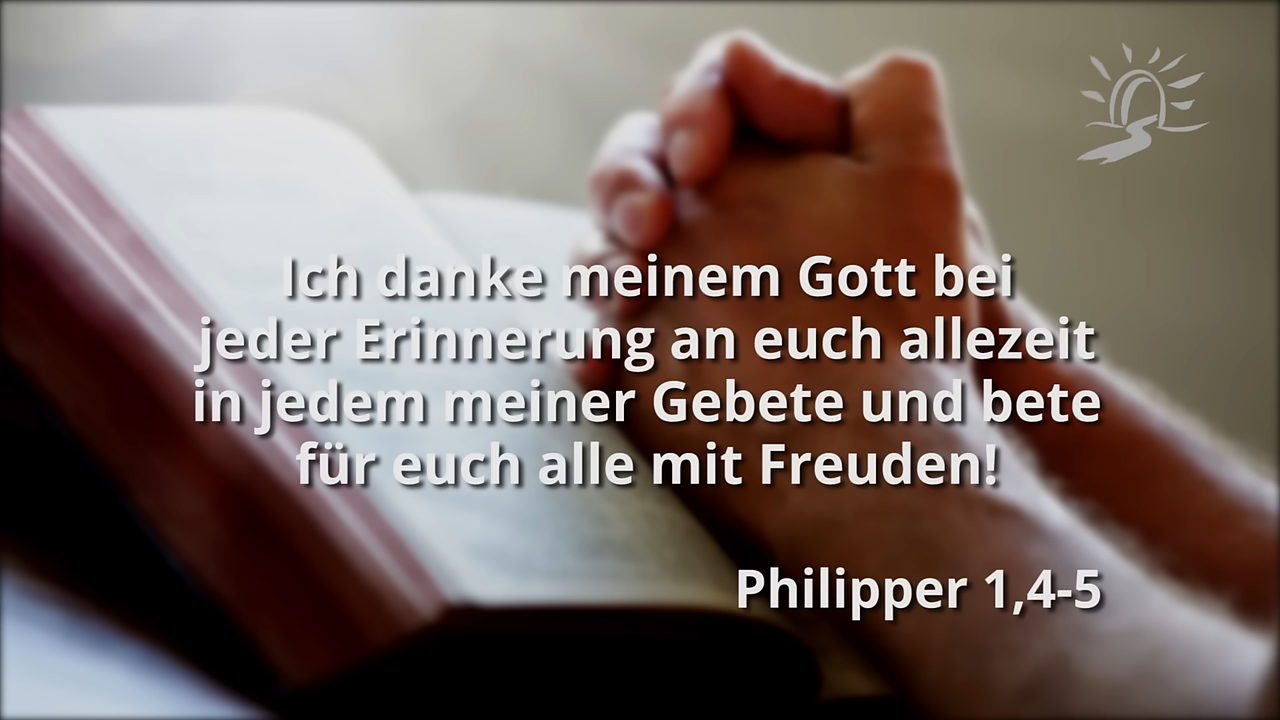 Ich danke meinem Gott bei
jeder Erinnerung an euch allezeit
in jedem meiner Gebete und bete
für euch alle mit Freuden!
Philipper 1,4-5